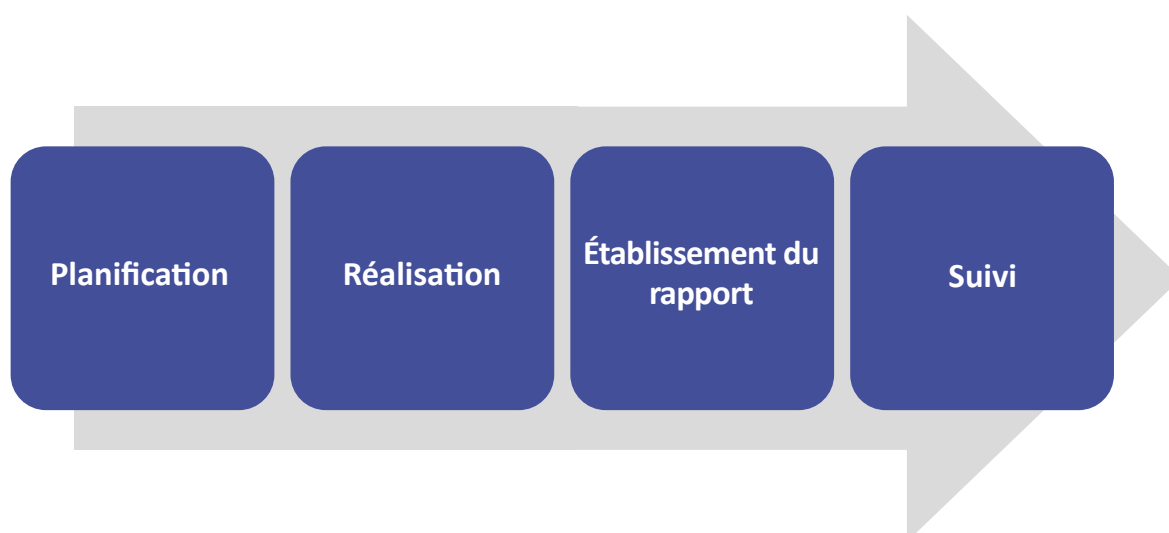 Planification
Réalisation
Établissement du
rapport
Suivi